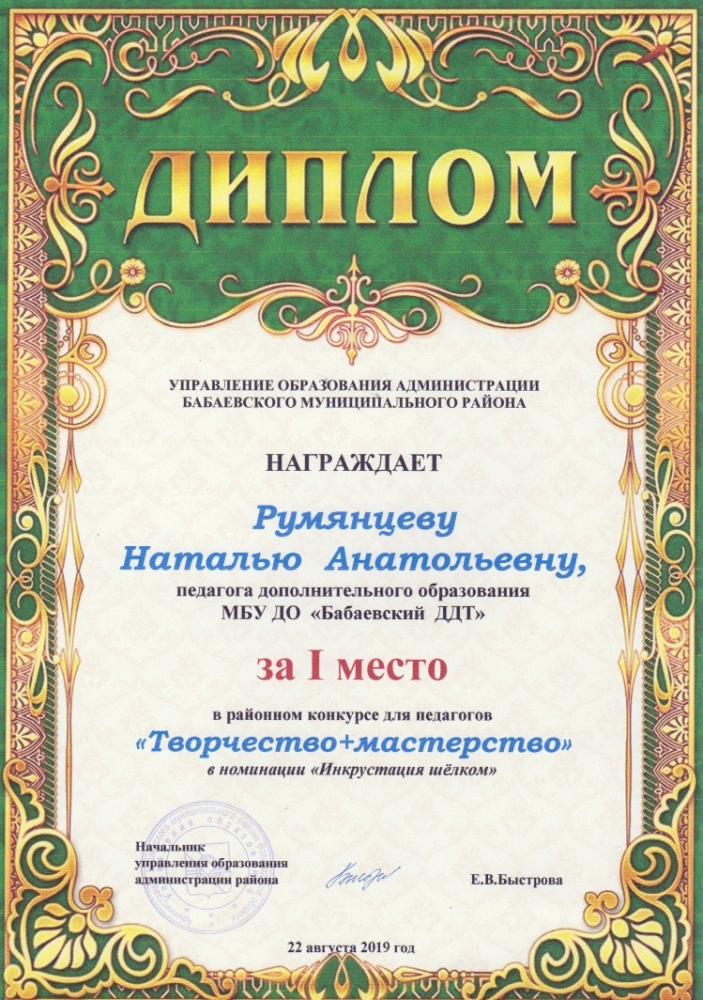 ДИПЛОМ
УПРАВЛЕНИЕ ОБРАЗОВАНИЯ АДМИНИСТРАЦИИ
БАБАЕВСКОГО МУНИЦИПАЛЬНОГО РАЙОНА
НАГРАЖДАЕТ
Румянцеву
Наталью Анатольевну,
педагога дополнительного образования
МБУ ДО «Бабаевский ДДТ»
за I место
в районном конкурсе для педагогов
«Творчество+мастерство»
в номинации «Инкрустация шёлком»
Начальник
управления образования
администрации района
Е.В.Быстрова
22 августа 2019 год